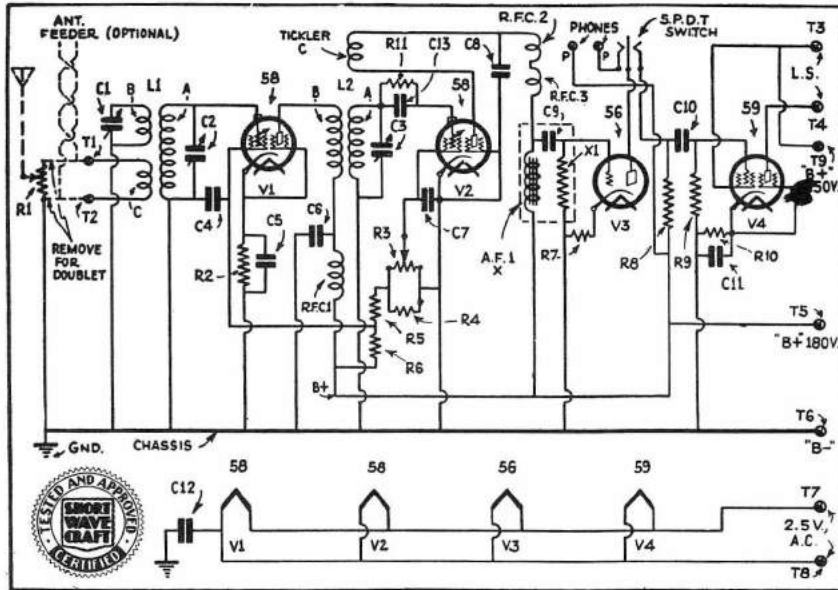 ANT.
FEEDER (OPTIONAL)
TICKLER
C
R.F.C.2
PHONES
S.P.D.T
SWITCH
T3
L.S.
T4
T9
"B+"
50V.
C1
B
L1
A
C2
58
B
L2
R11
C13
A
C3
C8
58
R.F.C.3
P
P
C9
X1
56
C10
59
T1
R1
T2
C
C4
V1
V2
V3
V4
REMOVE
FOR
DOUBLET
R2
C5
C6
R.F.C1
R3
C7
A.F.1
X
R7
R8
R9
R10
C11
R4
R5
R6
B+
T5
"B+"180V.
T6
"B-"
GND.
CHASSIS
C12
58
58
56
59
V1
V2
V3
V4
T7
2.5 V.,
A.C.
T8
TESTED AND APPROVED
SHORT
WAVE
CRAFT
CERTIFIED